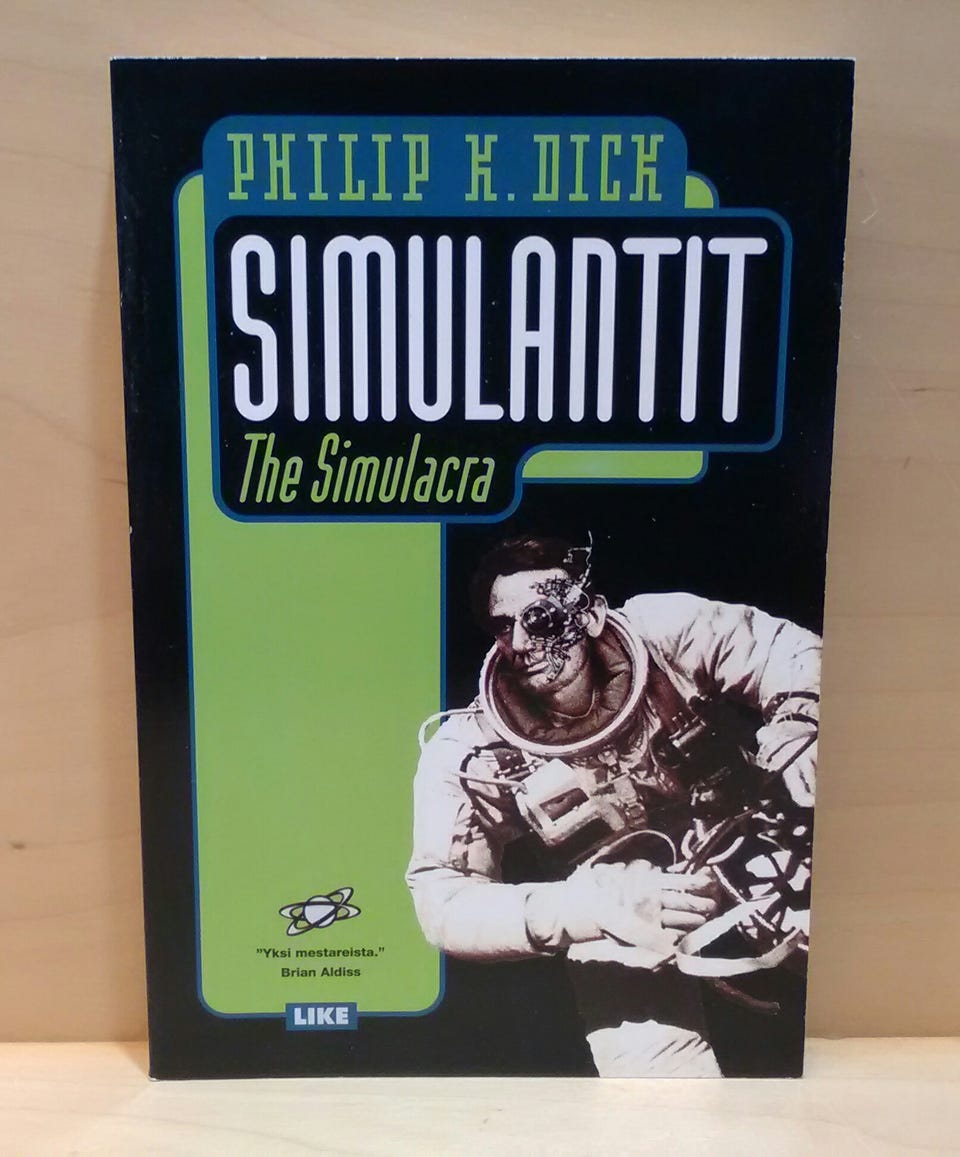 PHILIP K. DICK
SIMULANTIT
The Simulacra
”Yksi mestareista.”
Brian Aldiss
LIKE